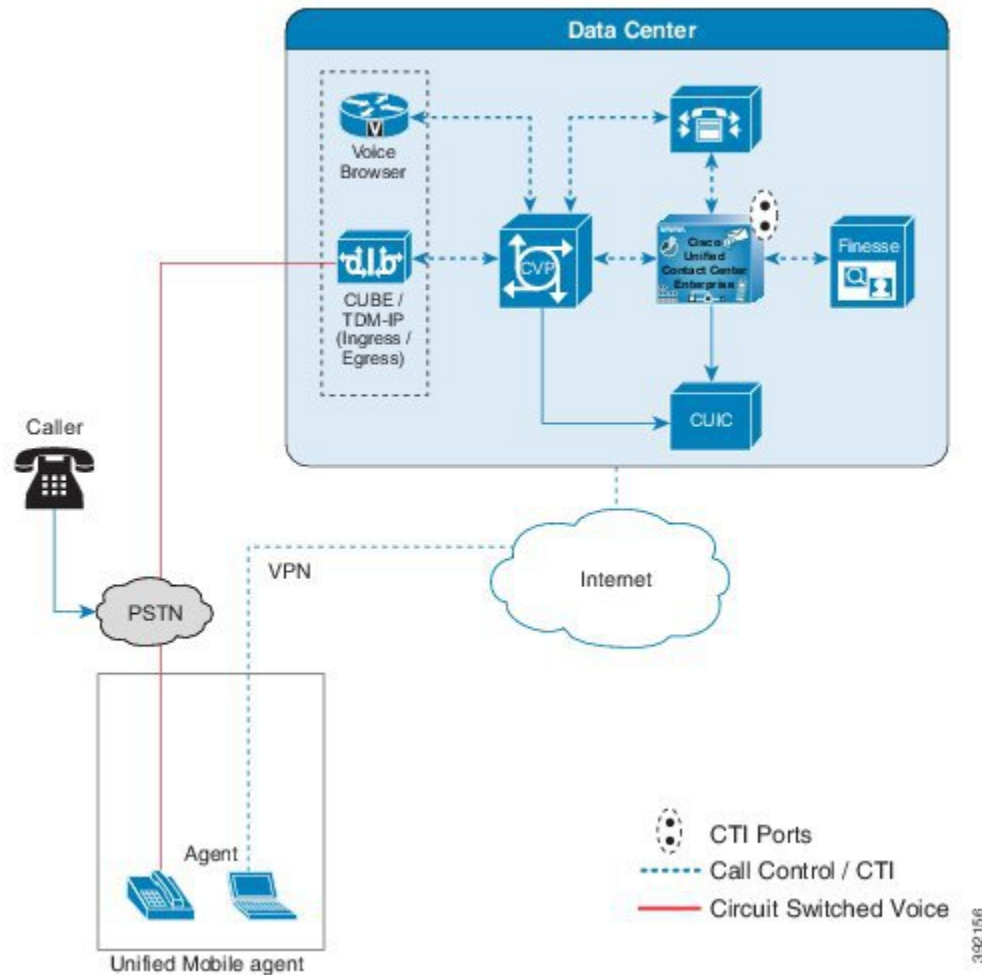 Data Center
V
Voice
Browser
CUBE /
TDM-IP
(Ingress /
Egress)
CVP
Cisco
Unified
Contact Center
Enterprise
Finesse
CUIC
Caller
PSTN
VPN
Internet
Agent
Unified Mobile agent
CTI Ports
Call Control / CTI
Circuit Switched Voice
392156